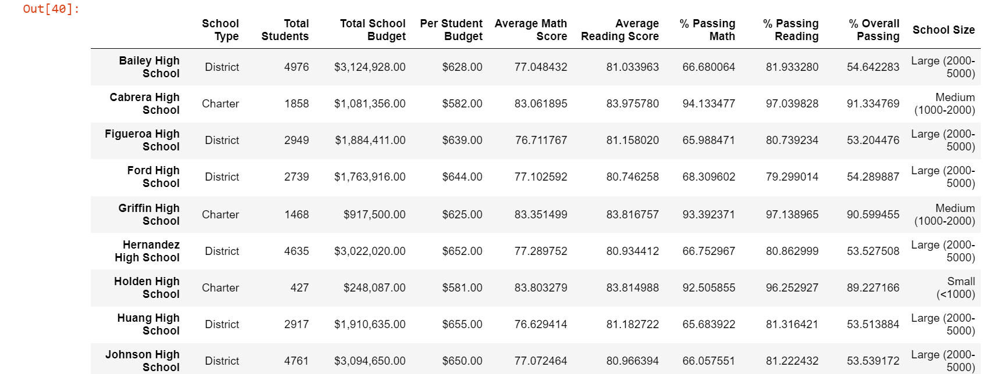 Out[40]:
School Type Total Students Total School Budget Per Student Budget Average Math Score Average Reading Score % Passing Math % Passing Reading % Overall Passing School Size
Bailey High School District 4976 $3,124,928.00 $628.00 77.048432 81.033963 66.680064 81.933280 54.642283 Large (2000-5000)
Cabrera High School Charter 1858 $1,081,356.00 $582.00 83.061895 83.975780 94.133477 97.039828 91.334769 Medium (1000-2000)
Figueroa High School District 2949 $1,884,411.00 $639.00 76.711767 81.158020 65.988471 80.739234 53.204476 Large (2000-5000)
Ford High School District 2739 $1,763,916.00 $644.00 77.102592 80.746258 68.309602 79.299014 54.289887 Large (2000-5000)
Griffin High School Charter 1468 $917,500.00 $625.00 83.351499 83.816757 93.392371 97.138965 90.599455 Medium (1000-2000)
Hernandez High School District 4635 $3,022,020.00 $652.00 77.289752 80.934412 66.752967 80.862999 53.527508 Large (2000-5000)
Holden High School Charter 427 $248,087.00 $581.00 83.803279 83.814988 92.505855 96.252927 89.227166 Small (<1000)
Huang High School District 2917 $1,910,635.00 $655.00 76.629414 81.182722 65.683922 81.316421 53.513884 Large (2000-5000)
Johnson High School District 4761 $3,094,650.00 $650.00 77.072464 80.966394 66.057551 81.222432 53.539172 Large (2000-5000)